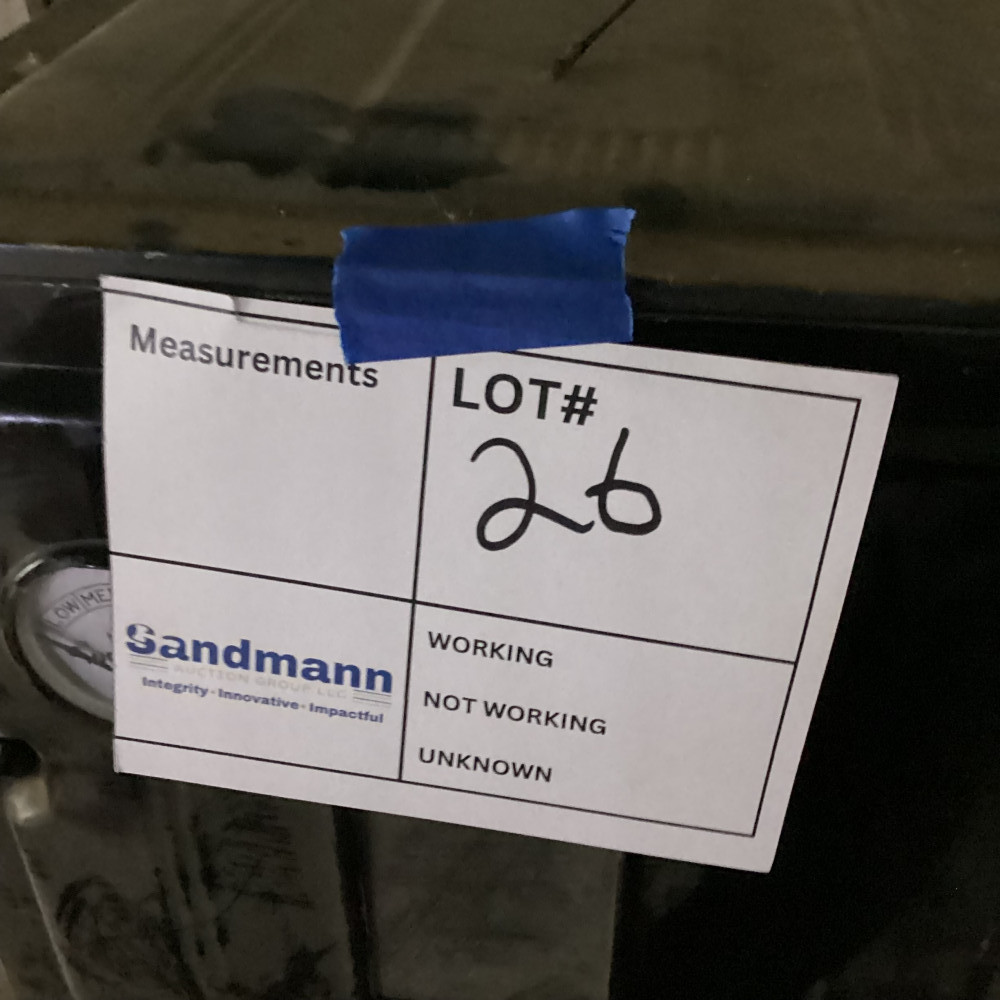 Measurements
LOT#
26
Sandmann
AUCTION GROUP LLC
Integrity · Innovative · Impactful
WORKING
NOT WORKING
UNKNOWN